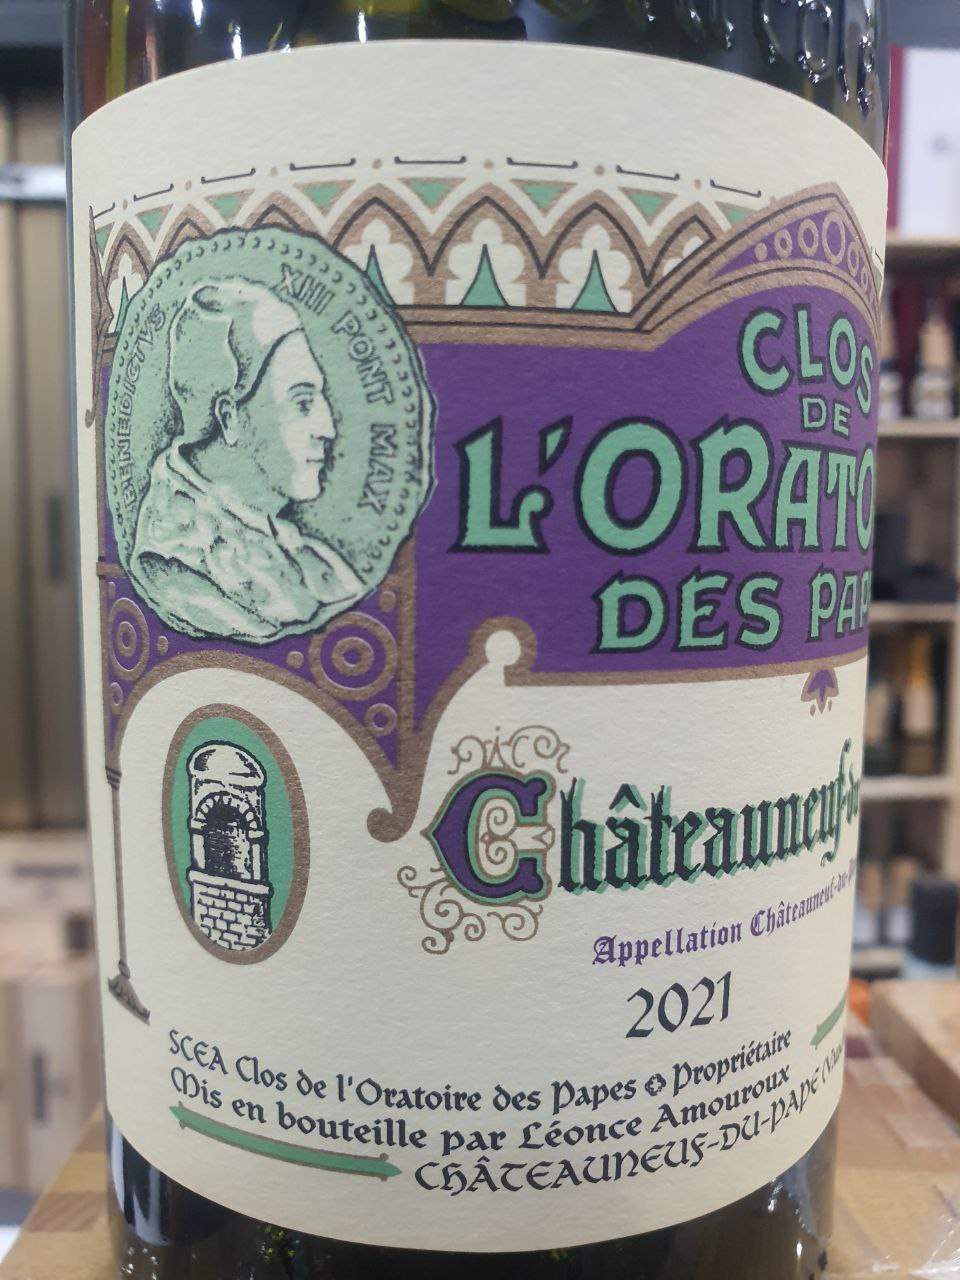 BENEDICTVS XIII PONT MAX
CLOS
DE
L'ORATO
DES PAP
Châteauneuf-du
Appellation Châteauneuf-du-P
2021
SCEA Clos de l'Oratoire des Papes Propriétaire
Mis en bouteille par Léonce Amouroux
CHÂTEAUNEUF-DU-PAPE